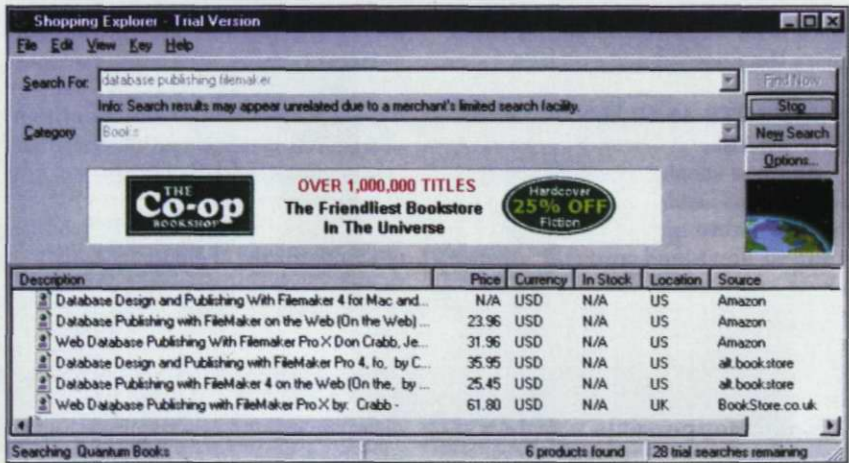 Shopping Explorer - Trial Version
File Edit View Key Help
Search For: database publishing filemaker
Find Now
Info: Search results may appear unrelated due to a merchant's limited search facility.
Stop
Category Books
New Search
Options...
THE
Co-op
BOOKSHOP
OVER 1,000,000 TITLES
The Friendliest Bookstore
In The Universe
Hardcover
25% OFF
Fiction
Description Price Currency In Stock Location Source
Database Design and Publishing With Filemaker 4 for Mac and... N/A USD N/A US Amazon
Database Publishing with FileMaker on the Web (On the Web) ... 23.96 USD N/A US Amazon
Web Database Publishing With Filemaker Pro X Don Crabb, Je... 31.96 USD N/A US Amazon
Database Design and Publishing with FileMaker Pro 4, fo, by C... 35.95 USD N/A US alt.bookstore
Database Publishing with FileMaker 4 on the Web (On the, by ... 25.45 USD N/A US alt.bookstore
Web Database Publishing with FileMaker Pro X by: Crabb - 61.80 USD N/A UK BookStore.co.uk
Searching Quantum Books 6 products found 28 trial searches remaining